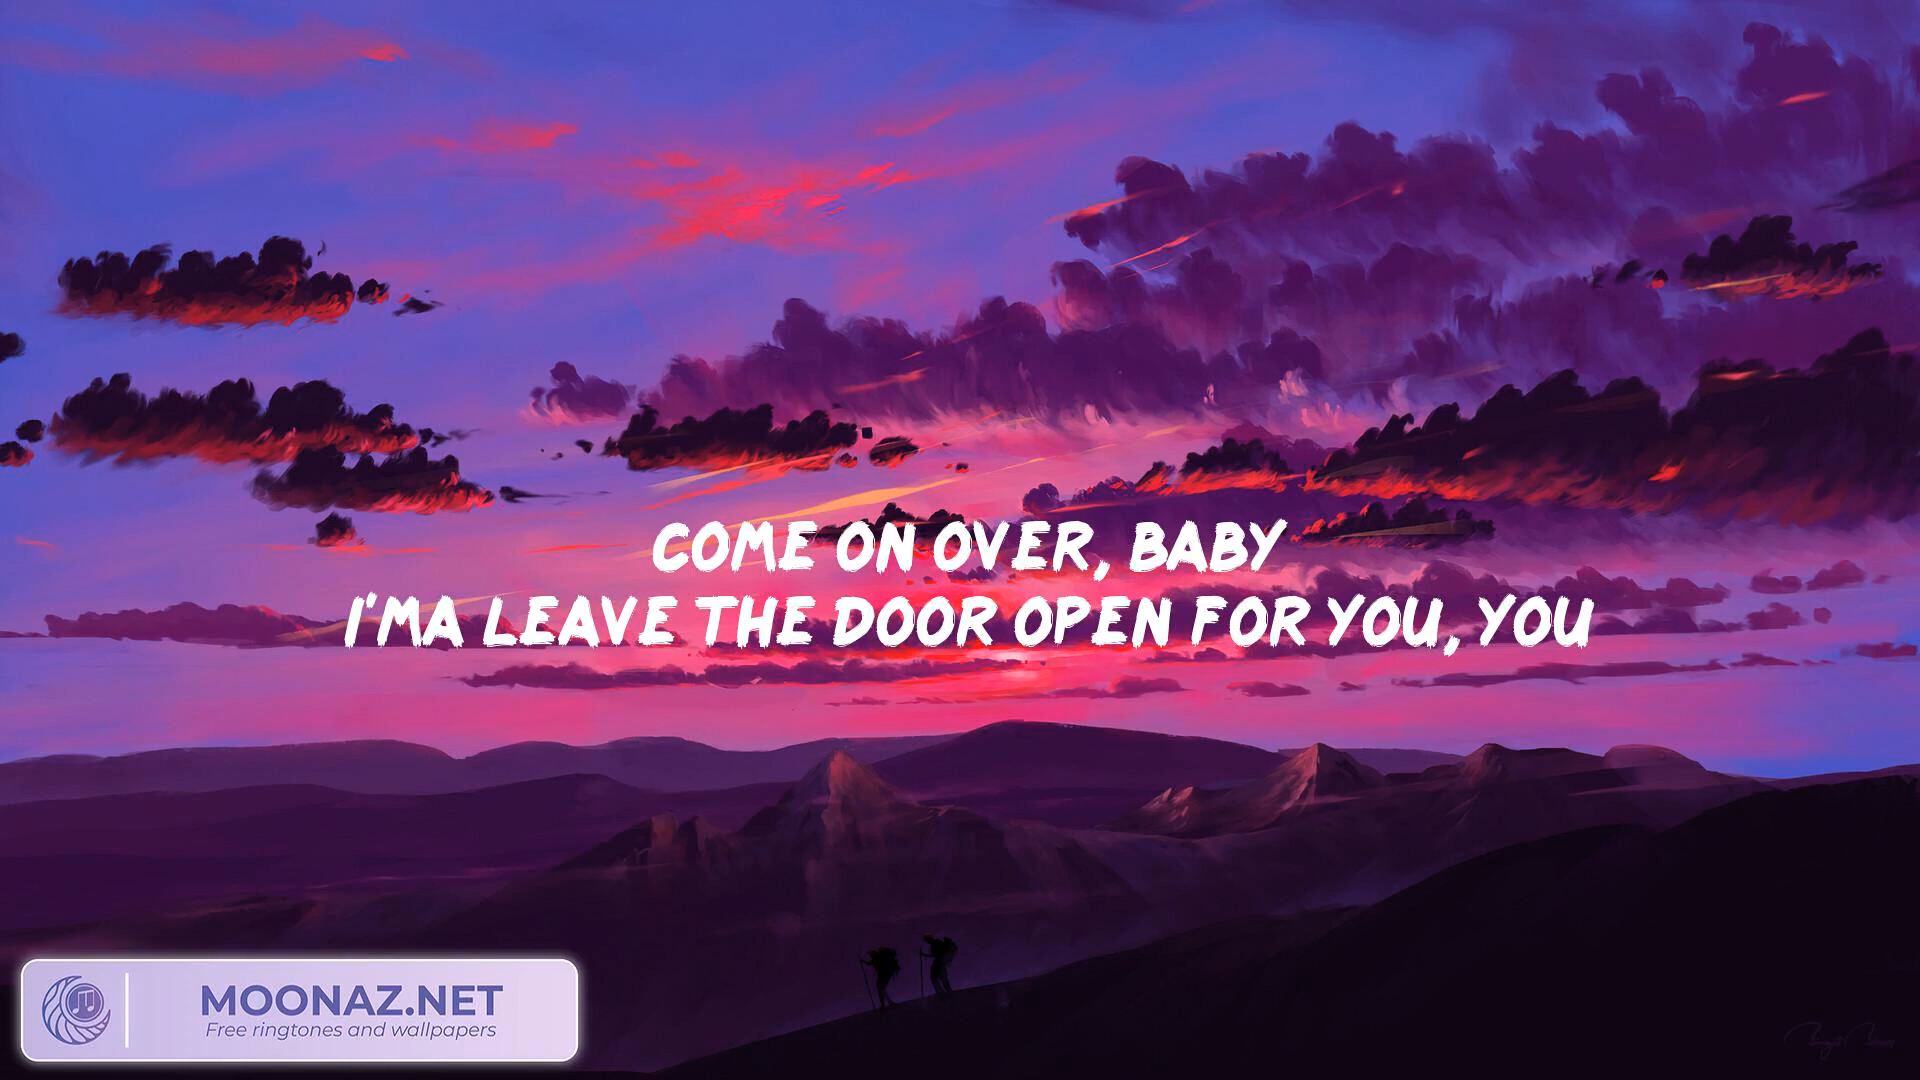 COME ON OVER, BABY
I'MA LEAVE THE DOOR OPEN FOR YOU, YOU
MOONAZ.NET
Free ringtones and wallpapers